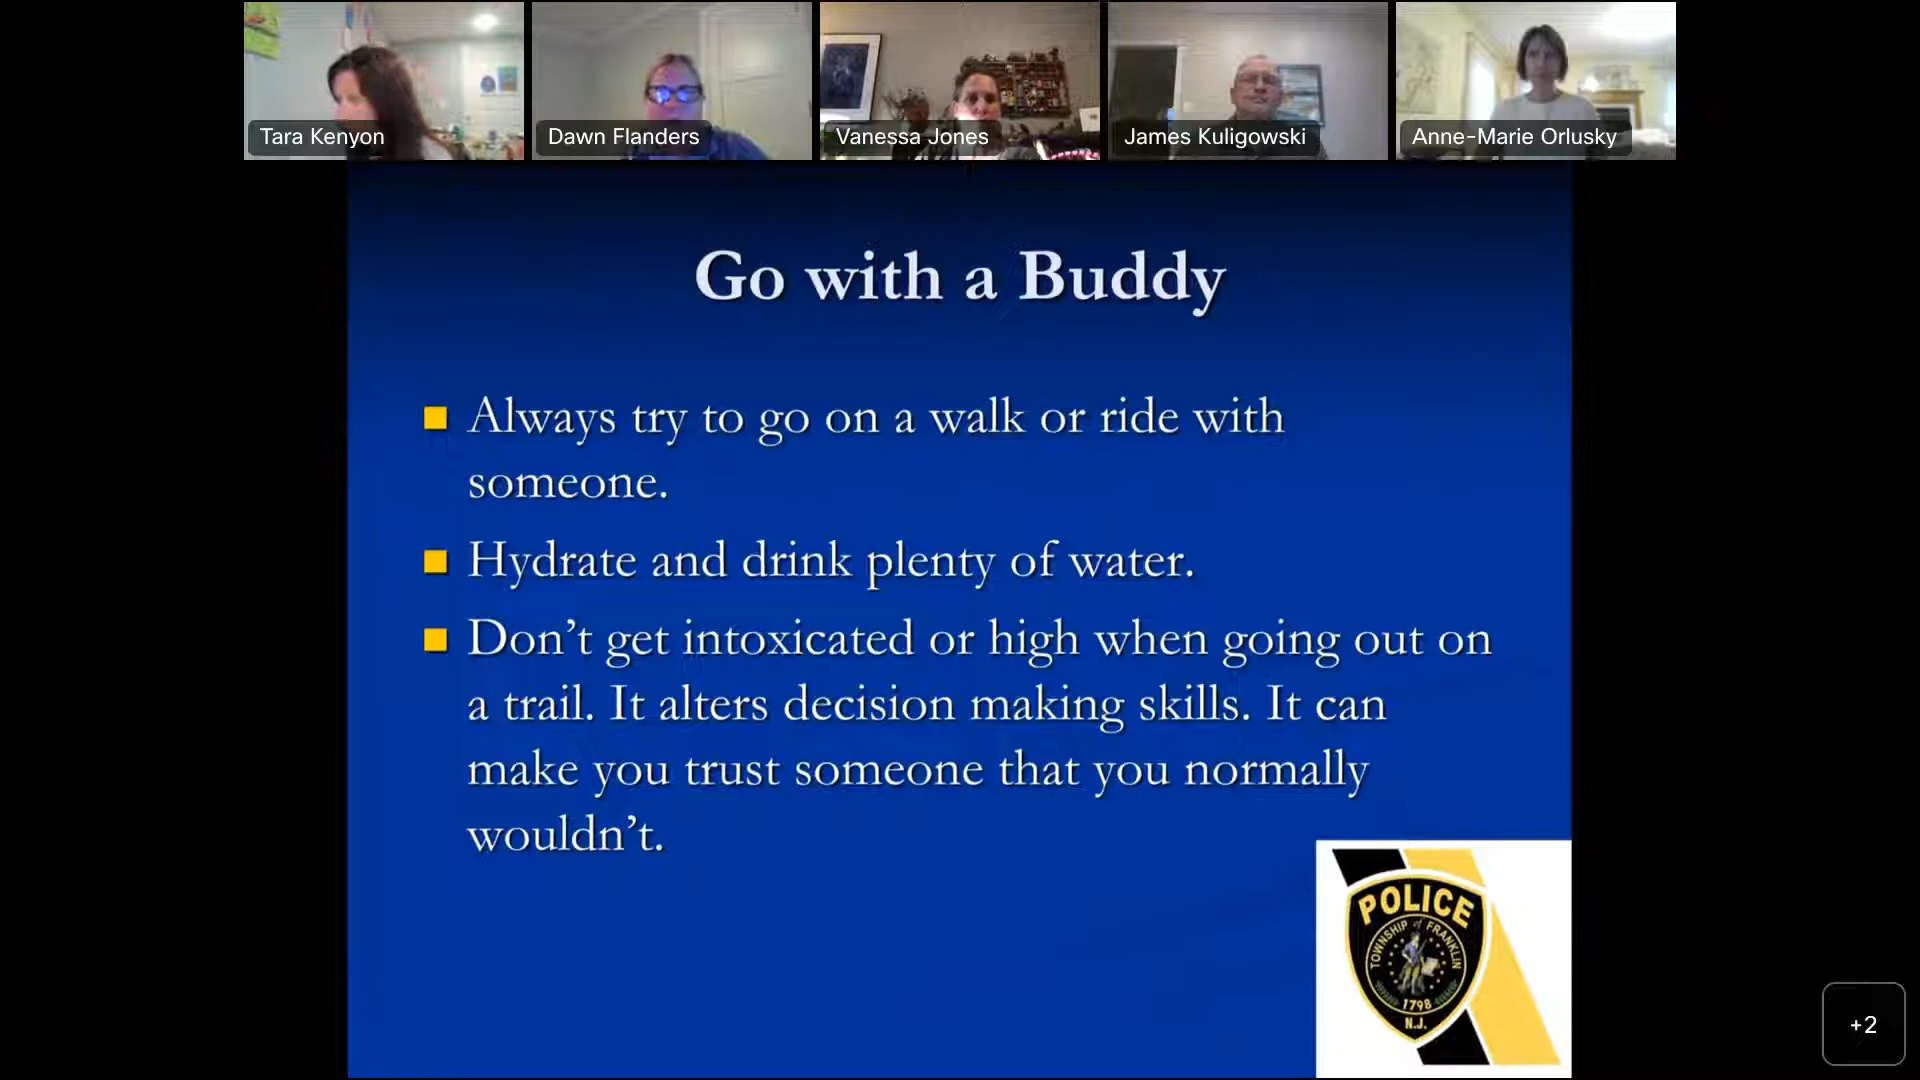 Tara Kenyon
Dawn Flanders
Vanessa Jones
James Kuligowski
Anne-Marie Orlusky
Go with a Buddy
Always try to go on a walk or ride with
someone.
Hydrate and drink plenty of water.
Don’t get intoxicated or high when going out on
a trail. It alters decision making skills. It can
make you trust someone that you normally
wouldn’t.
POLICE
TOWNSHIP of FRANKLIN
1798
N.J.
+2